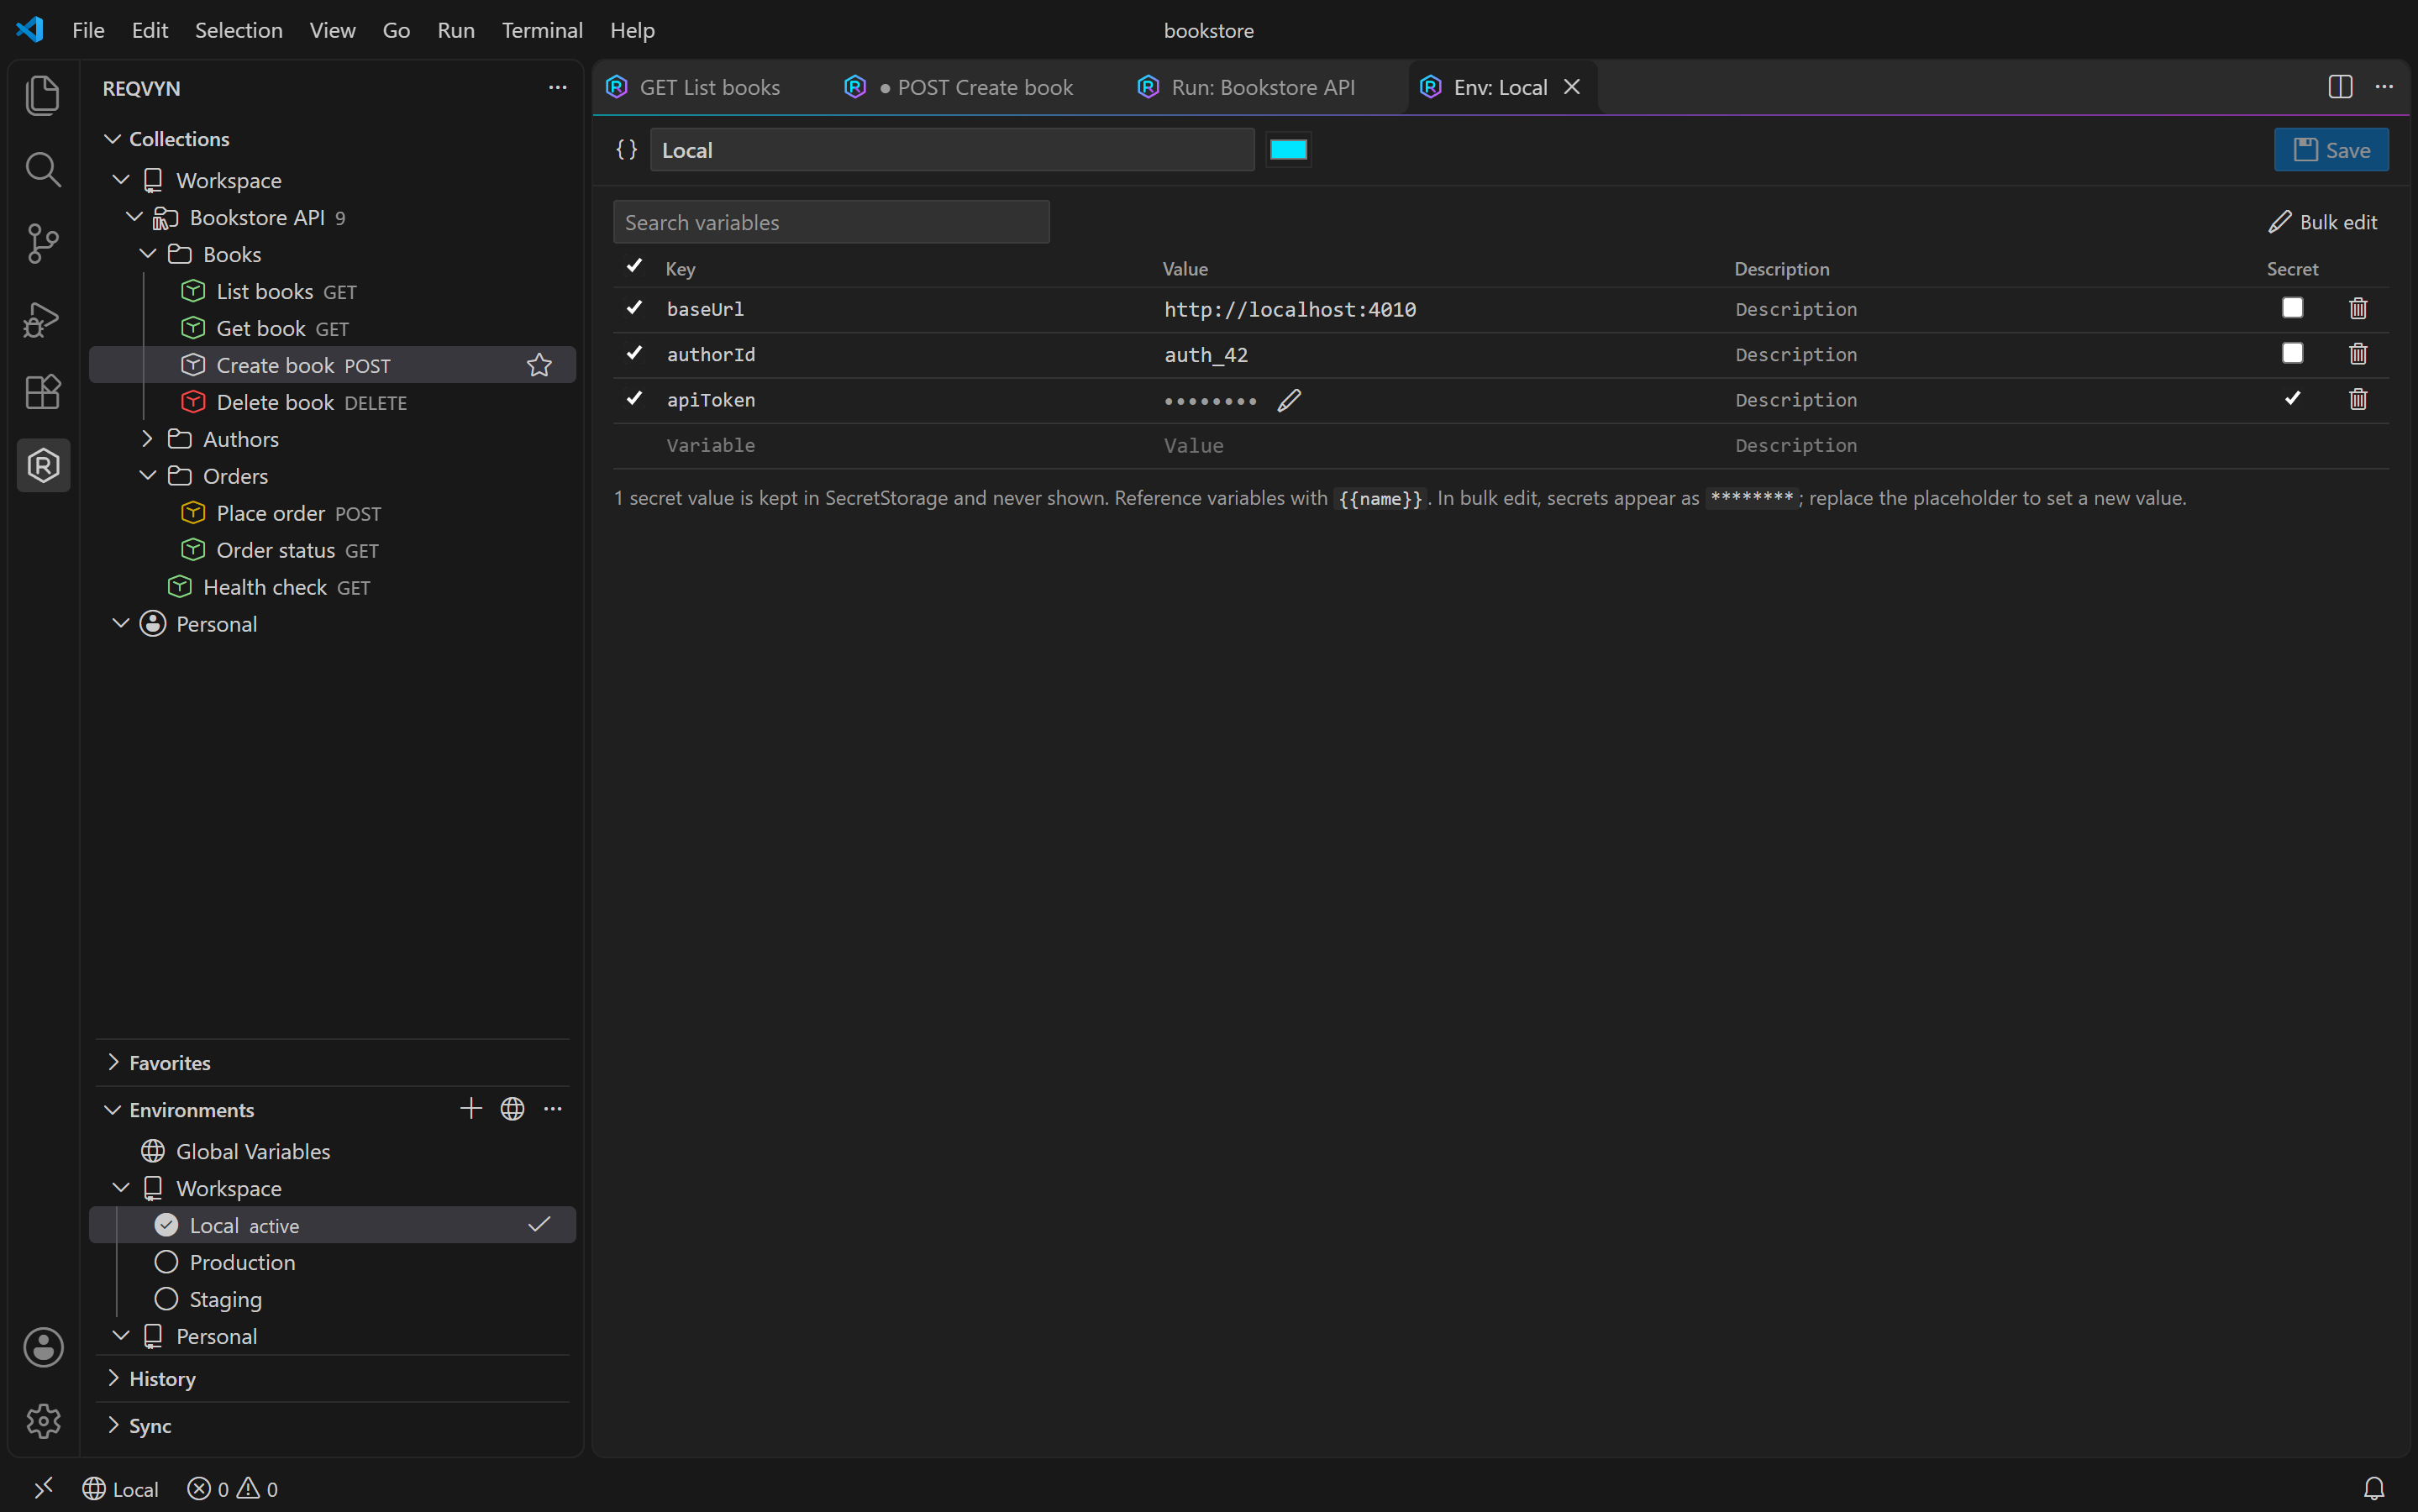 File Edit Selection View Go Run Terminal Help
bookstore
REQVYN
Collections
Workspace
Bookstore API 9
Books
List books GET
Get book GET
Create book POST
Delete book DELETE
Authors
Orders
Place order POST
Order status GET
Health check GET
Personal
Favorites
Environments
Global Variables
Workspace
Local active
Production
Staging
Personal
History
Sync
GET List books
● POST Create book
Run: Bookstore API
Env: Local
{} Local
Save
Search variables
Bulk edit
Key Value Description Secret
baseUrl http://localhost:4010 Description
authorId auth_42 Description
apiToken •••••••• Description
Variable Value Description
1 secret value is kept in SecretStorage and never shown. Reference variables with {{name}}. In bulk edit, secrets appear as ********; replace the placeholder to set a new value.
Local 0 0